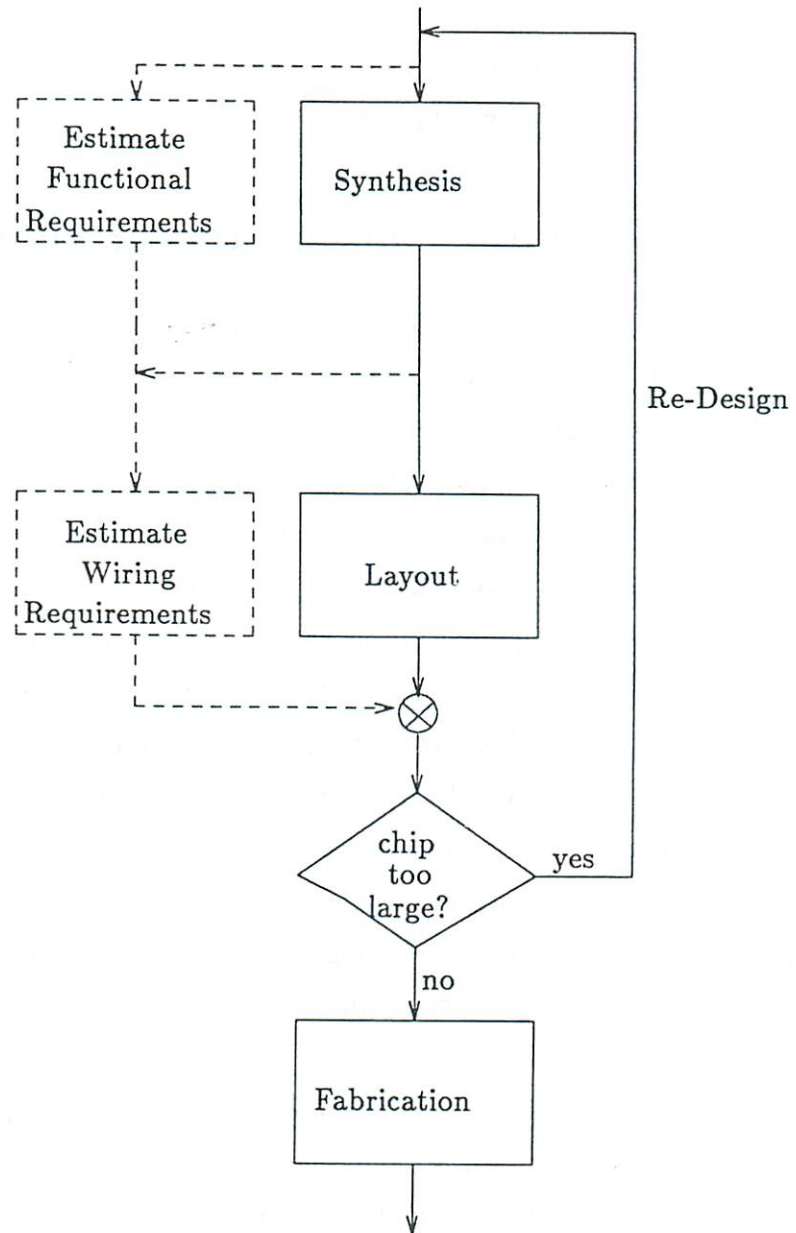 Estimate
Functional
Requirements
Synthesis
Re-Design
Estimate
Wiring
Requirements
Layout
chip
too
large?
yes
no
Fabrication